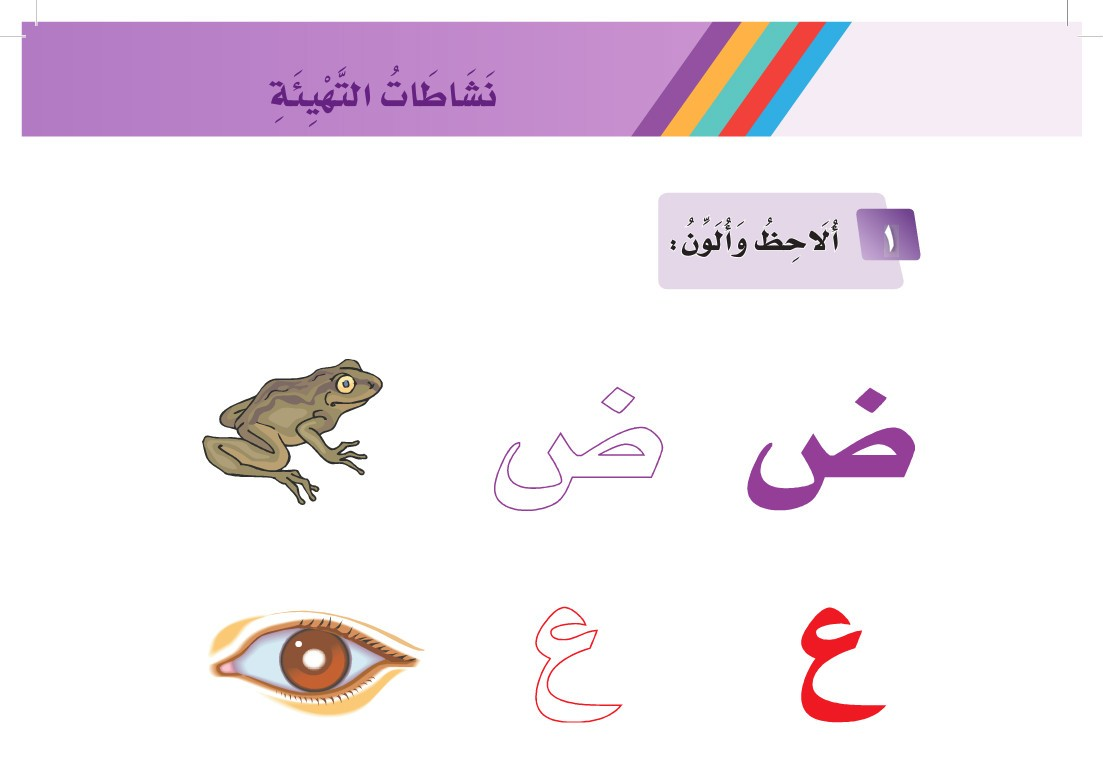 نَشَاطَاتُ التَّهْيِئَةِ
١ أُلَاحِظُ وَأُلَوِّنُ:
ض ض
ع ع